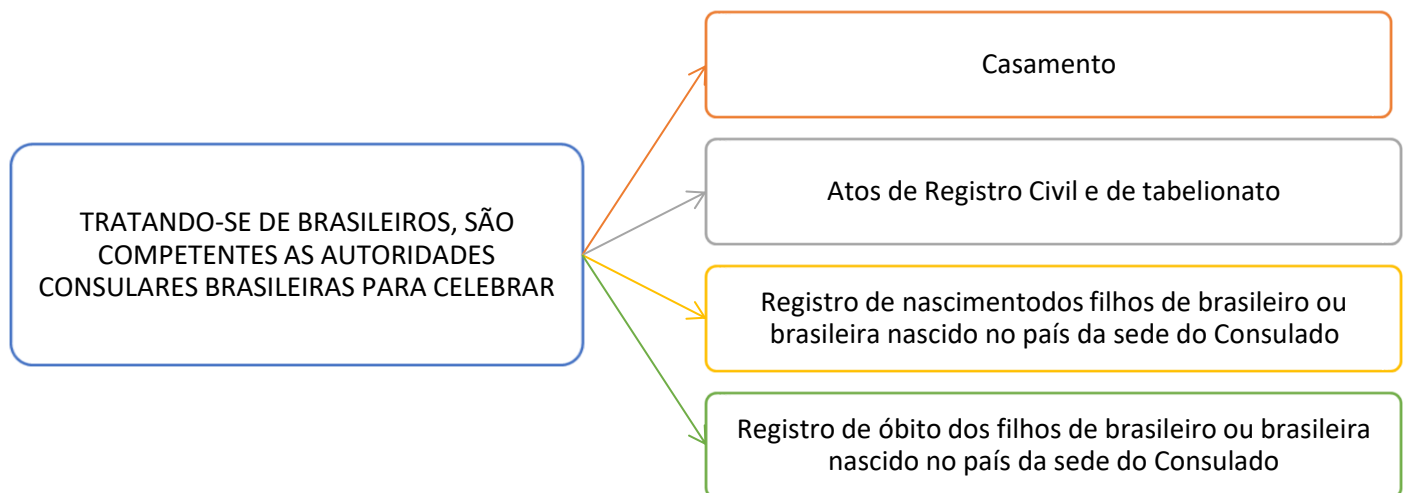 TRATANDO-SE DE BRASILEIROS, SÃO
COMPETENTES AS AUTORIDADES
CONSULARES BRASILEIRAS PARA CELEBRAR
Casamento
Atos de Registro Civil e de tabelionato
Registro de nascimentodos filhos de brasileiro ou
brasileira nascido no país da sede do Consulado
Registro de óbito dos filhos de brasileiro ou brasileira
nascido no país da sede do Consulado